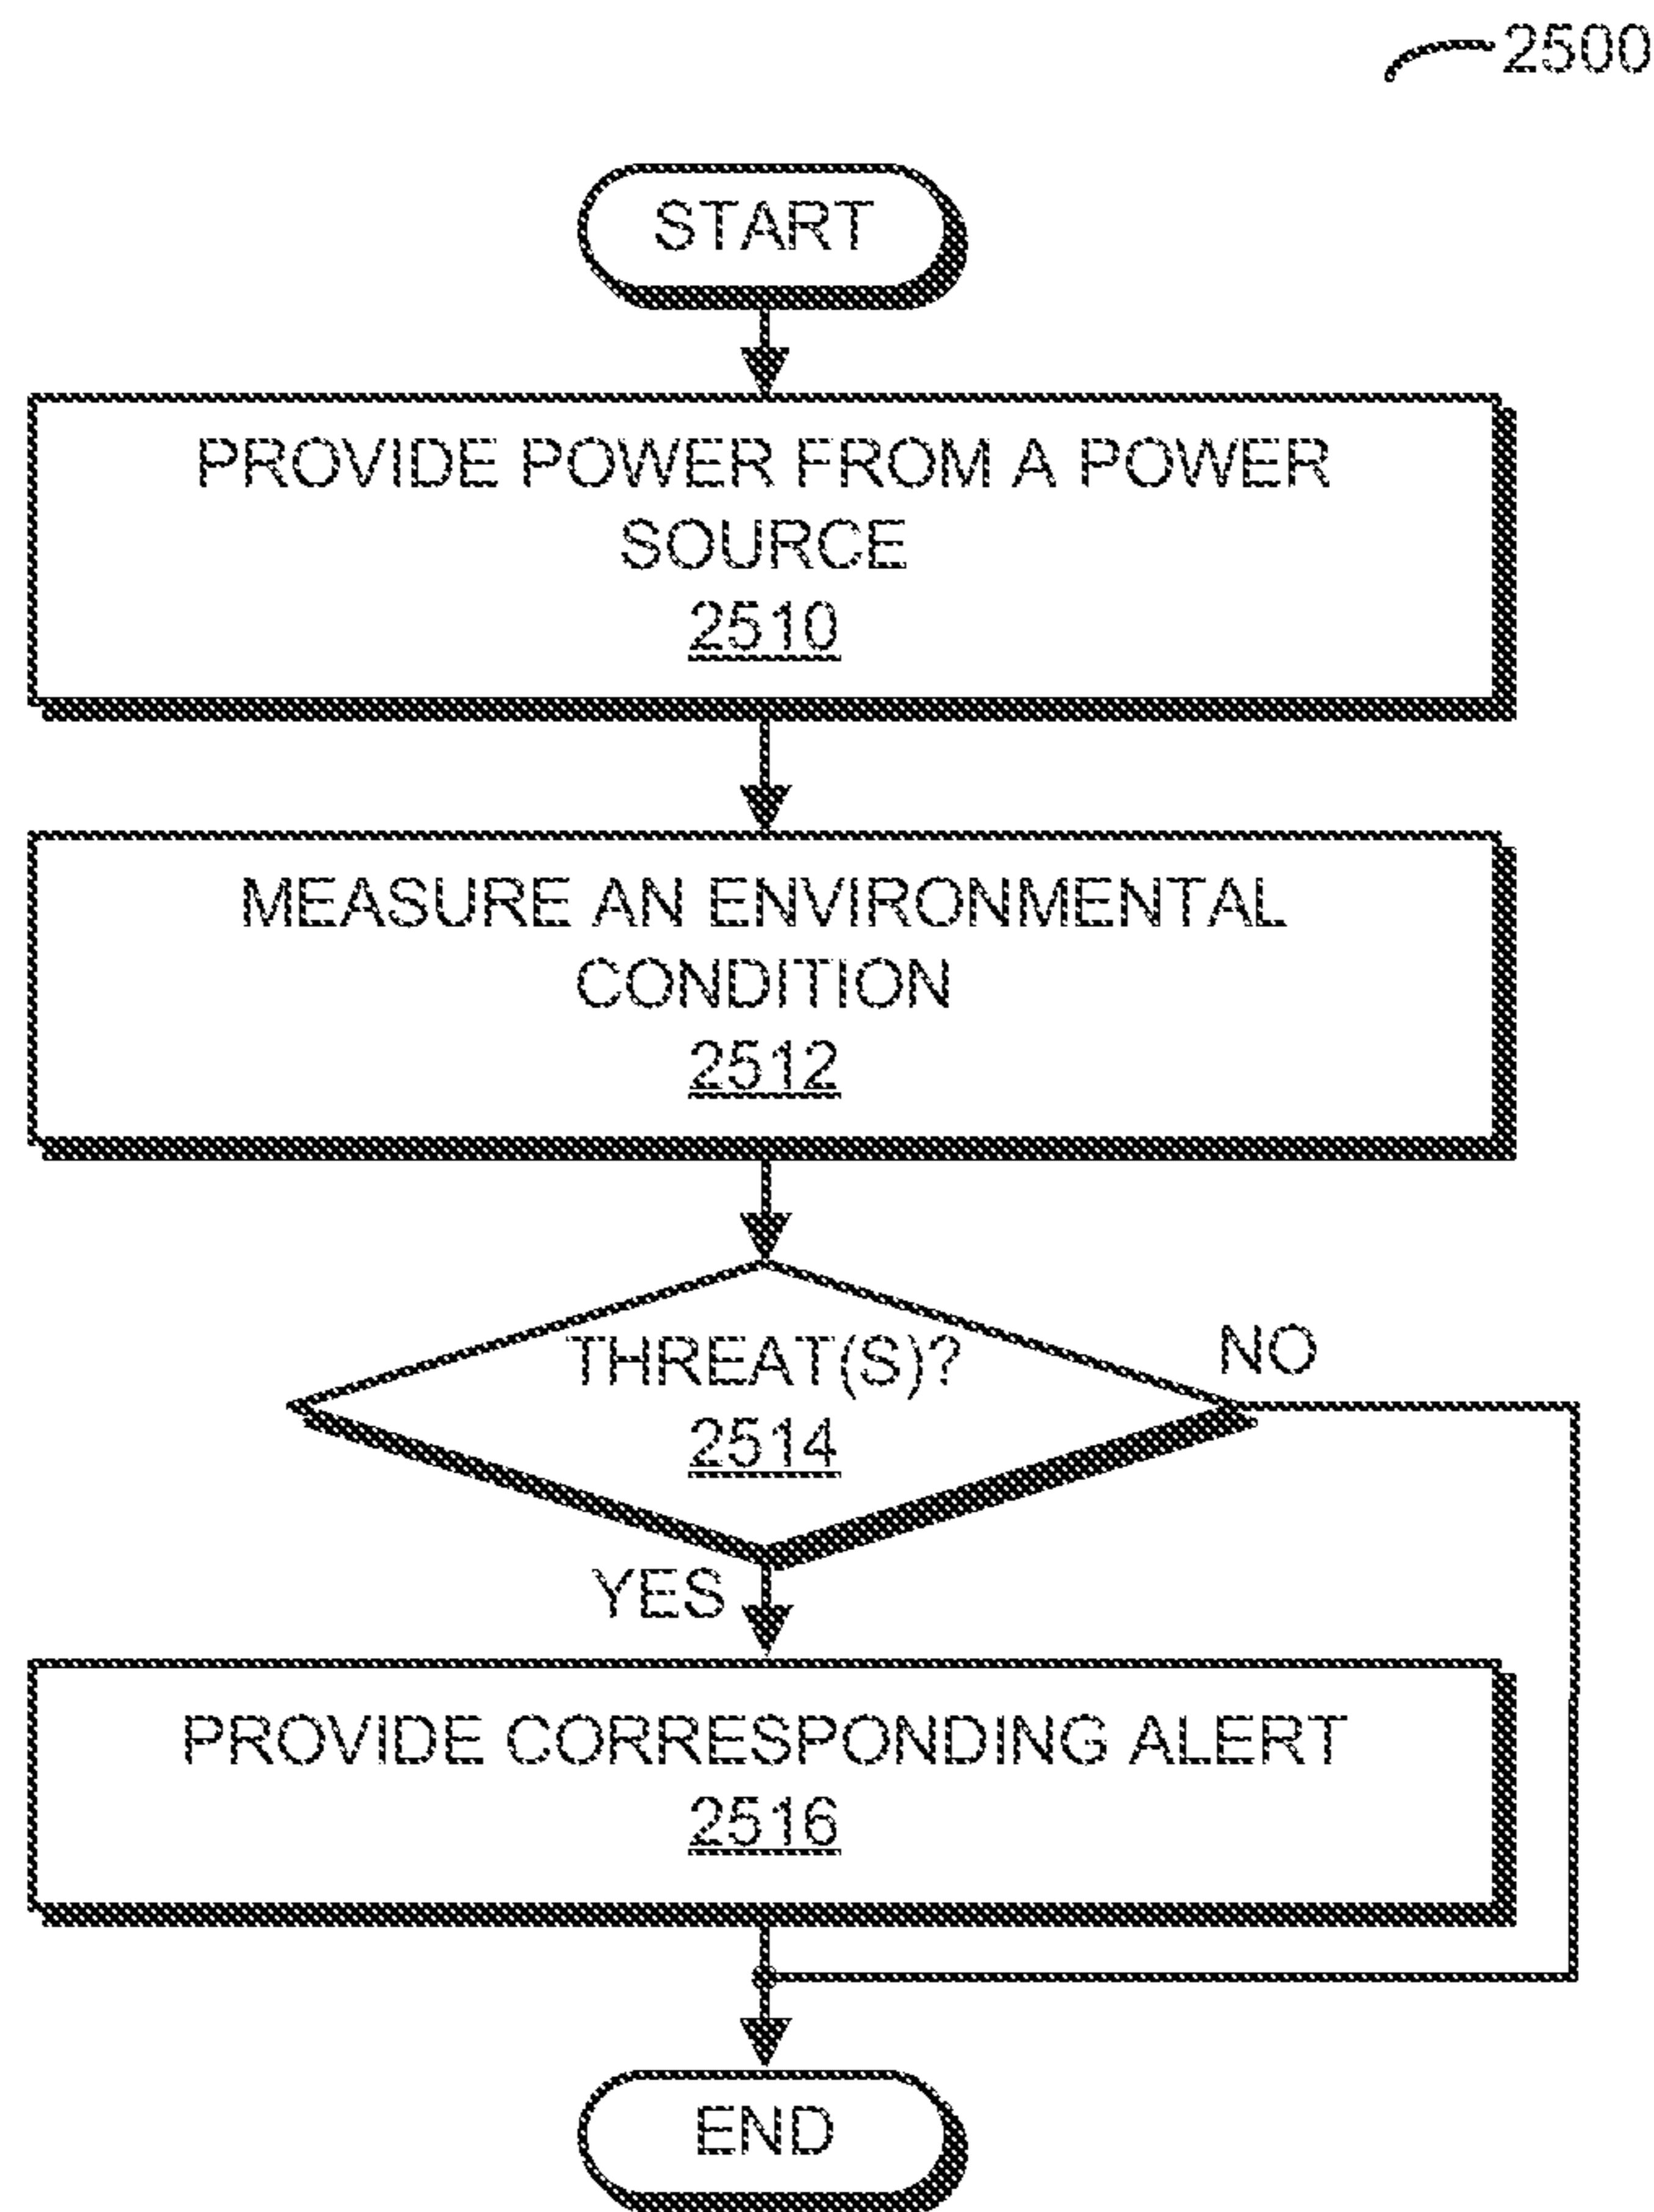 2500
START
PROVIDE POWER FROM A POWER
SOURCE
2510
MEASURE AN ENVIRONMENTAL
CONDITION
2512
THREAT(S)?
2514
NO
YES
PROVIDE CORRESPONDING ALERT
2516
END